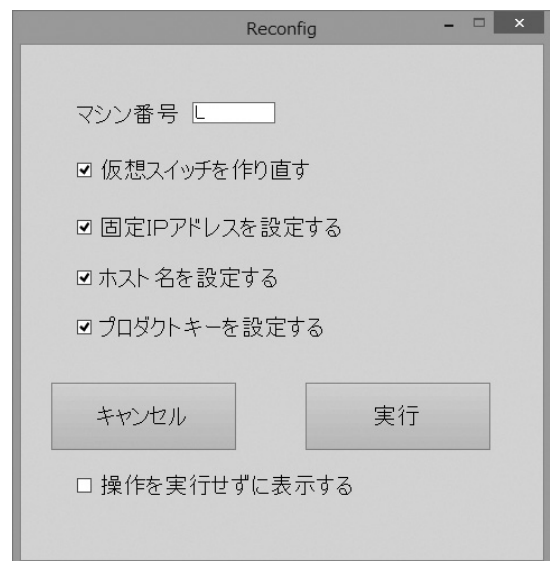 Reconfig
マシン番号 L
仮想スイッチを作り直す
固定IPアドレスを設定する
ホスト名を設定する
プロダクトキーを設定する
キャンセル 実行
操作を実行せずに表示する